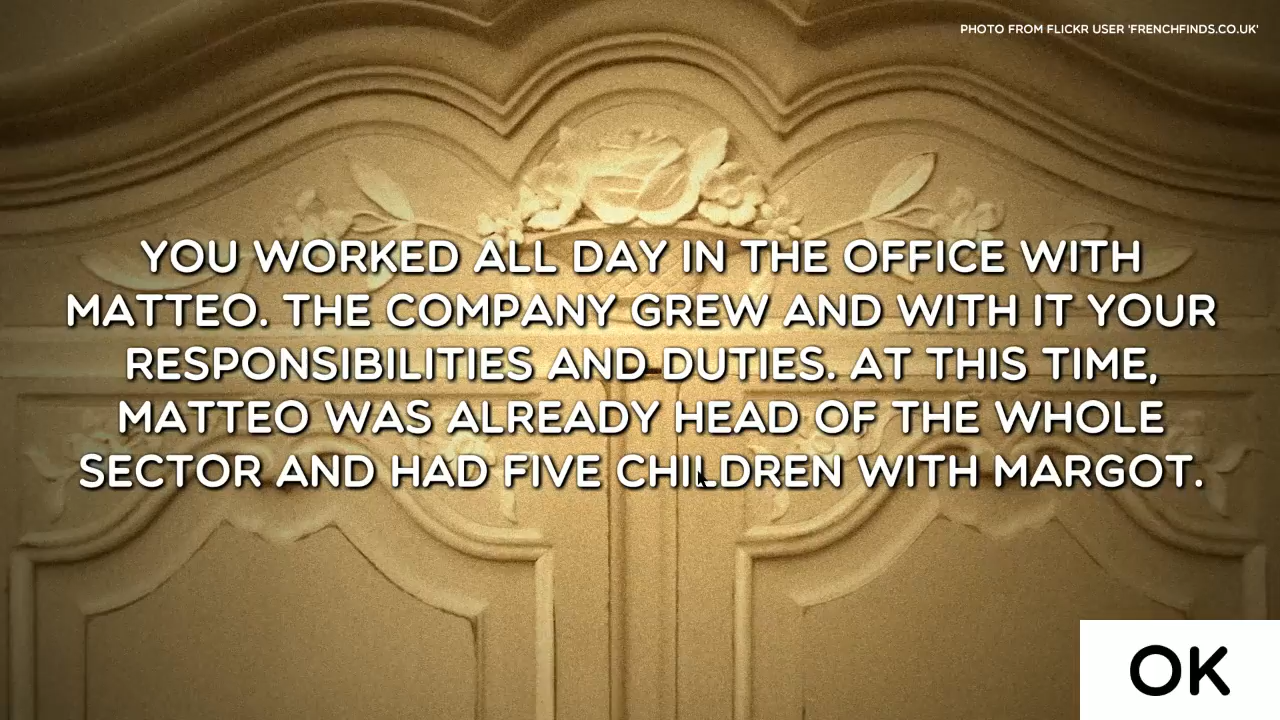 PHOTO FROM FLICKR USER 'FRENCHFINDS.CO.UK'
YOU WORKED ALL DAY IN THE OFFICE WITH
MATTEO. THE COMPANY GREW AND WITH IT YOUR
RESPONSIBILITIES AND DUTIES. AT THIS TIME,
MATTEO WAS ALREADY HEAD OF THE WHOLE
SECTOR AND HAD FIVE CHILDREN WITH MARGOT.
OK